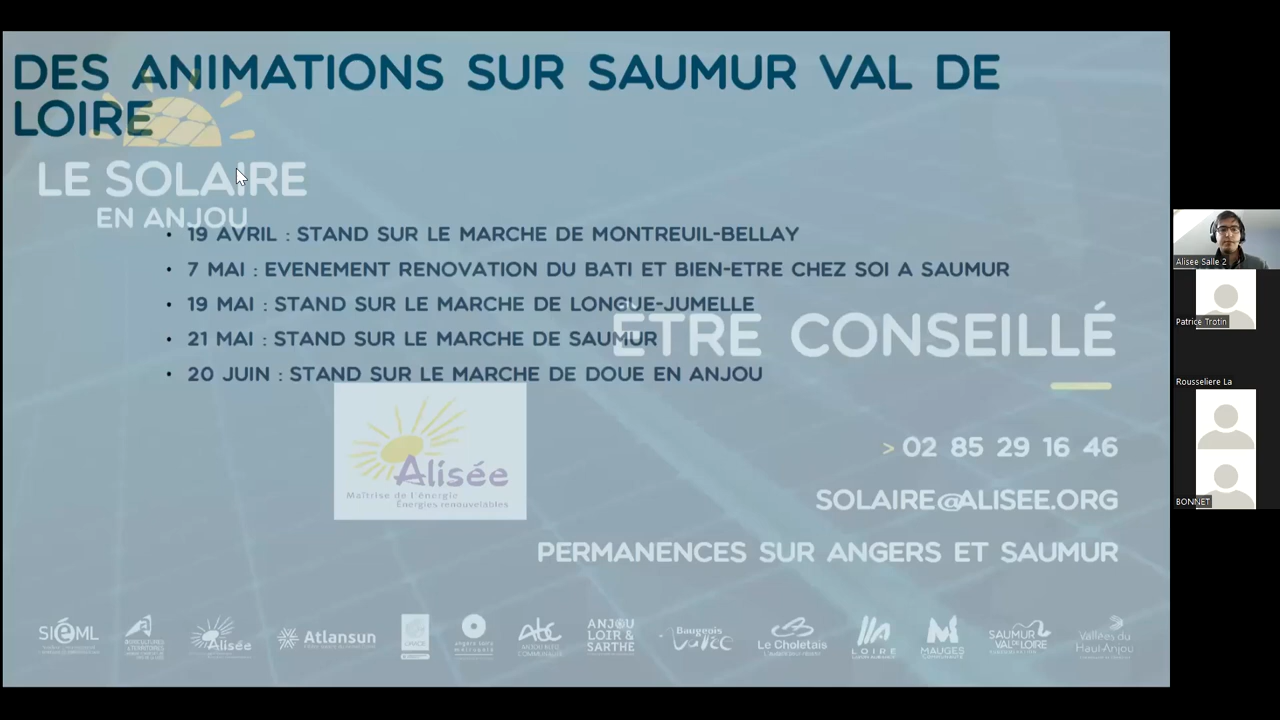 DES ANIMATIONS SUR SAUMUR VAL DE
LOIRE
LE SOLAIRE
EN ANJOU
• 19 AVRIL : STAND SUR LE MARCHE DE MONTREUIL-BELLAY
• 7 MAI : EVENEMENT RENOVATION DU BATI ET BIEN-ETRE CHEZ SOI A SAUMUR
• 19 MAI : STAND SUR LE MARCHE DE LONGUE-JUMELLE
• 21 MAI : STAND SUR LE MARCHE DE SAUMUR
• 20 JUIN : STAND SUR LE MARCHE DE DOUE EN ANJOU
ETRE CONSEILLÉ
Alisée
Maîtrise de l'énergie
Énergies renouvelables
> 02 85 29 16 46
SOLAIRE@ALISEE.ORG
PERMANENCES SUR ANGERS ET SAUMUR
SIÉML
Alisée
Atlansun
ANJOU
LOIR &
SARTHE
Baugeois
Vallée
Le Choletais
LOIRE
MAUGES
COMMUNAUTÉ
SAUMUR
VAL DE LOIRE
Vallées du
Haut-Anjou
Alisee Salle 2
Patrice Trotin
Rousseliere La
BONNET